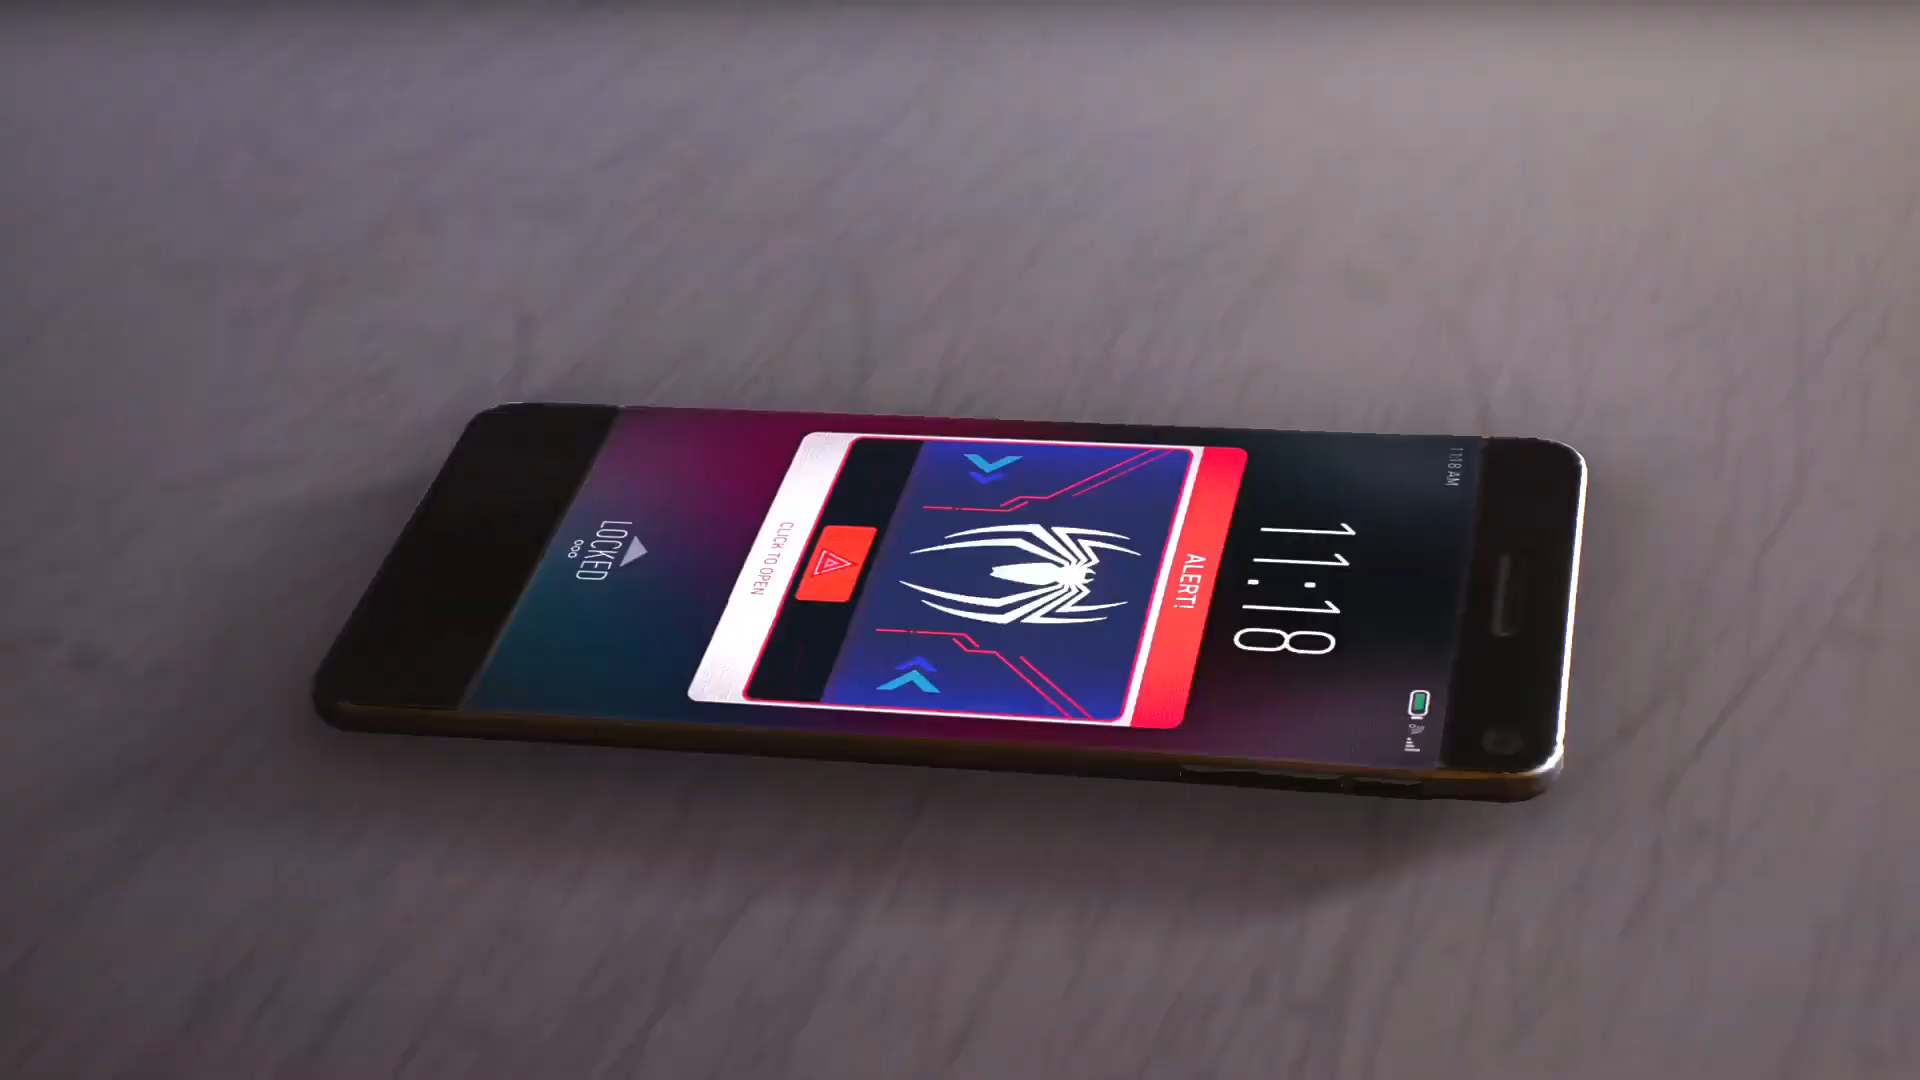 11:18 AM
11:18
ALERT!
CLICK TO OPEN
LOCKED